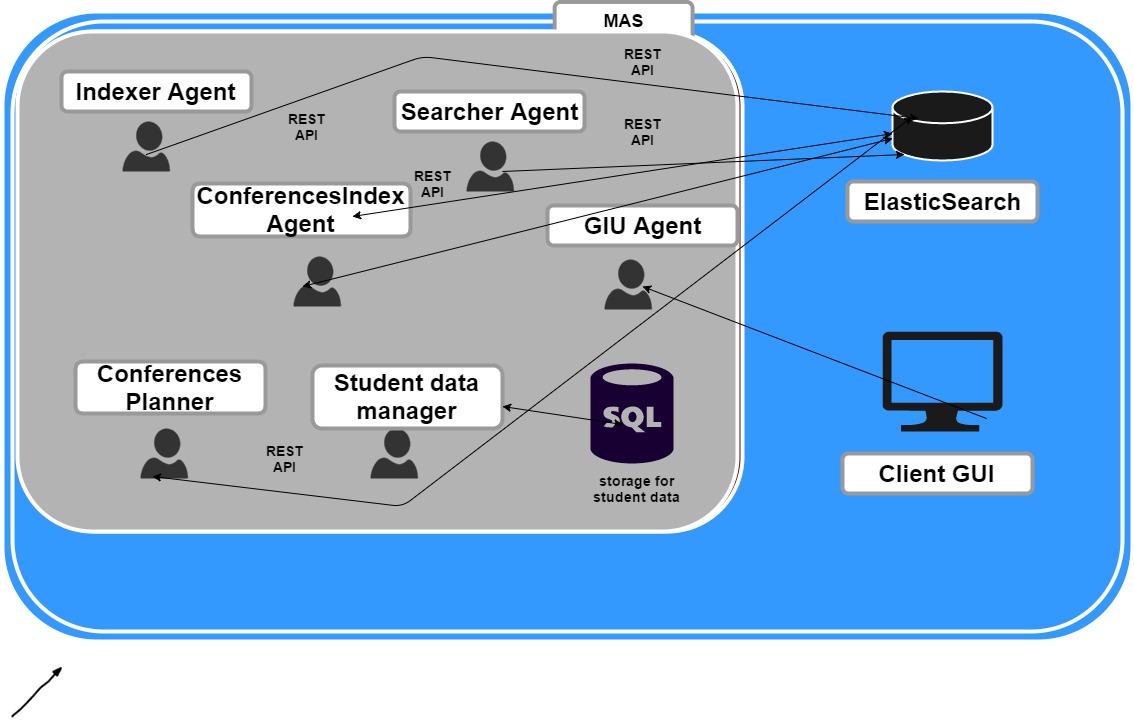 MAS
REST
API
Indexer Agent
Searcher Agent
REST
API
REST
API
REST
API
ConferencesIndex
Agent
GIU Agent
ElasticSearch
Conferences
Planner
Student data
manager
SQL
REST
API
storage for
student data
Client GUI